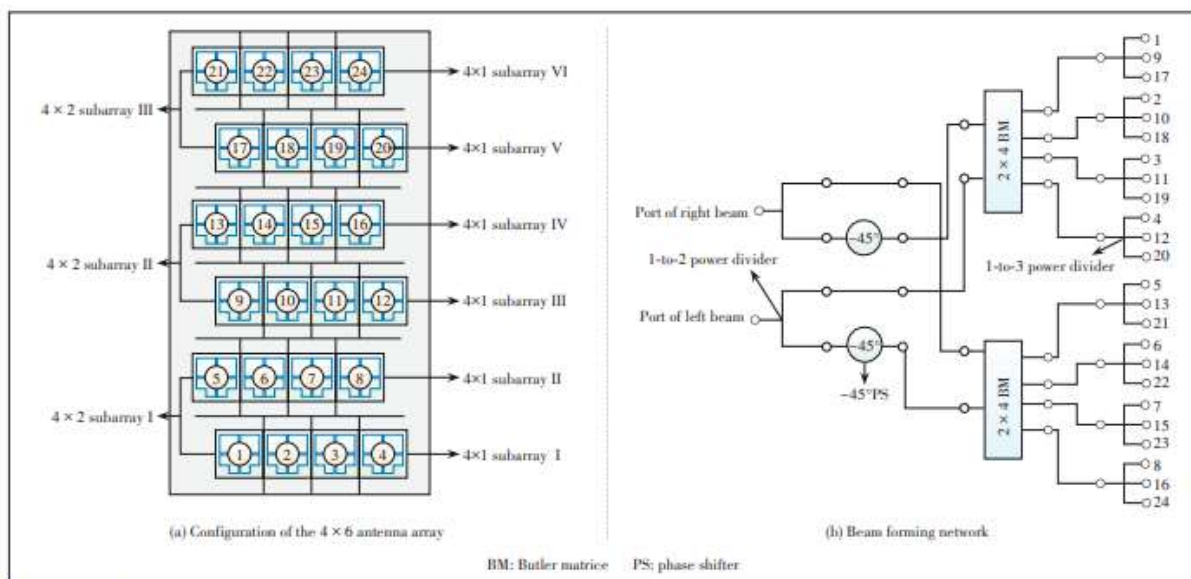 21 22 23 24
4×1 subarray VI
4 × 2 subarray III
17 18 19 20
4×1 subarray V
13 14 15 16
4×1 subarray IV
4 × 2 subarray II
9 10 11 12
4×1 subarray III
5 6 7 8
4×1 subarray II
4 × 2 subarray I
1 2 3 4
4×1 subarray I
(a) Configuration of the 4 × 6 antenna array
1
9
17
2
10
18
2 × 4 BM
3
11
19
Port of right beam
−45°
4
12
20
1-to-2 power divider
1-to-3 power divider
5
13
21
Port of left beam
−45°
−45°PS
6
14
22
2 × 4 BM
7
15
23
8
16
24
(b) Beam forming network
BM: Butler matrice PS: phase shifter